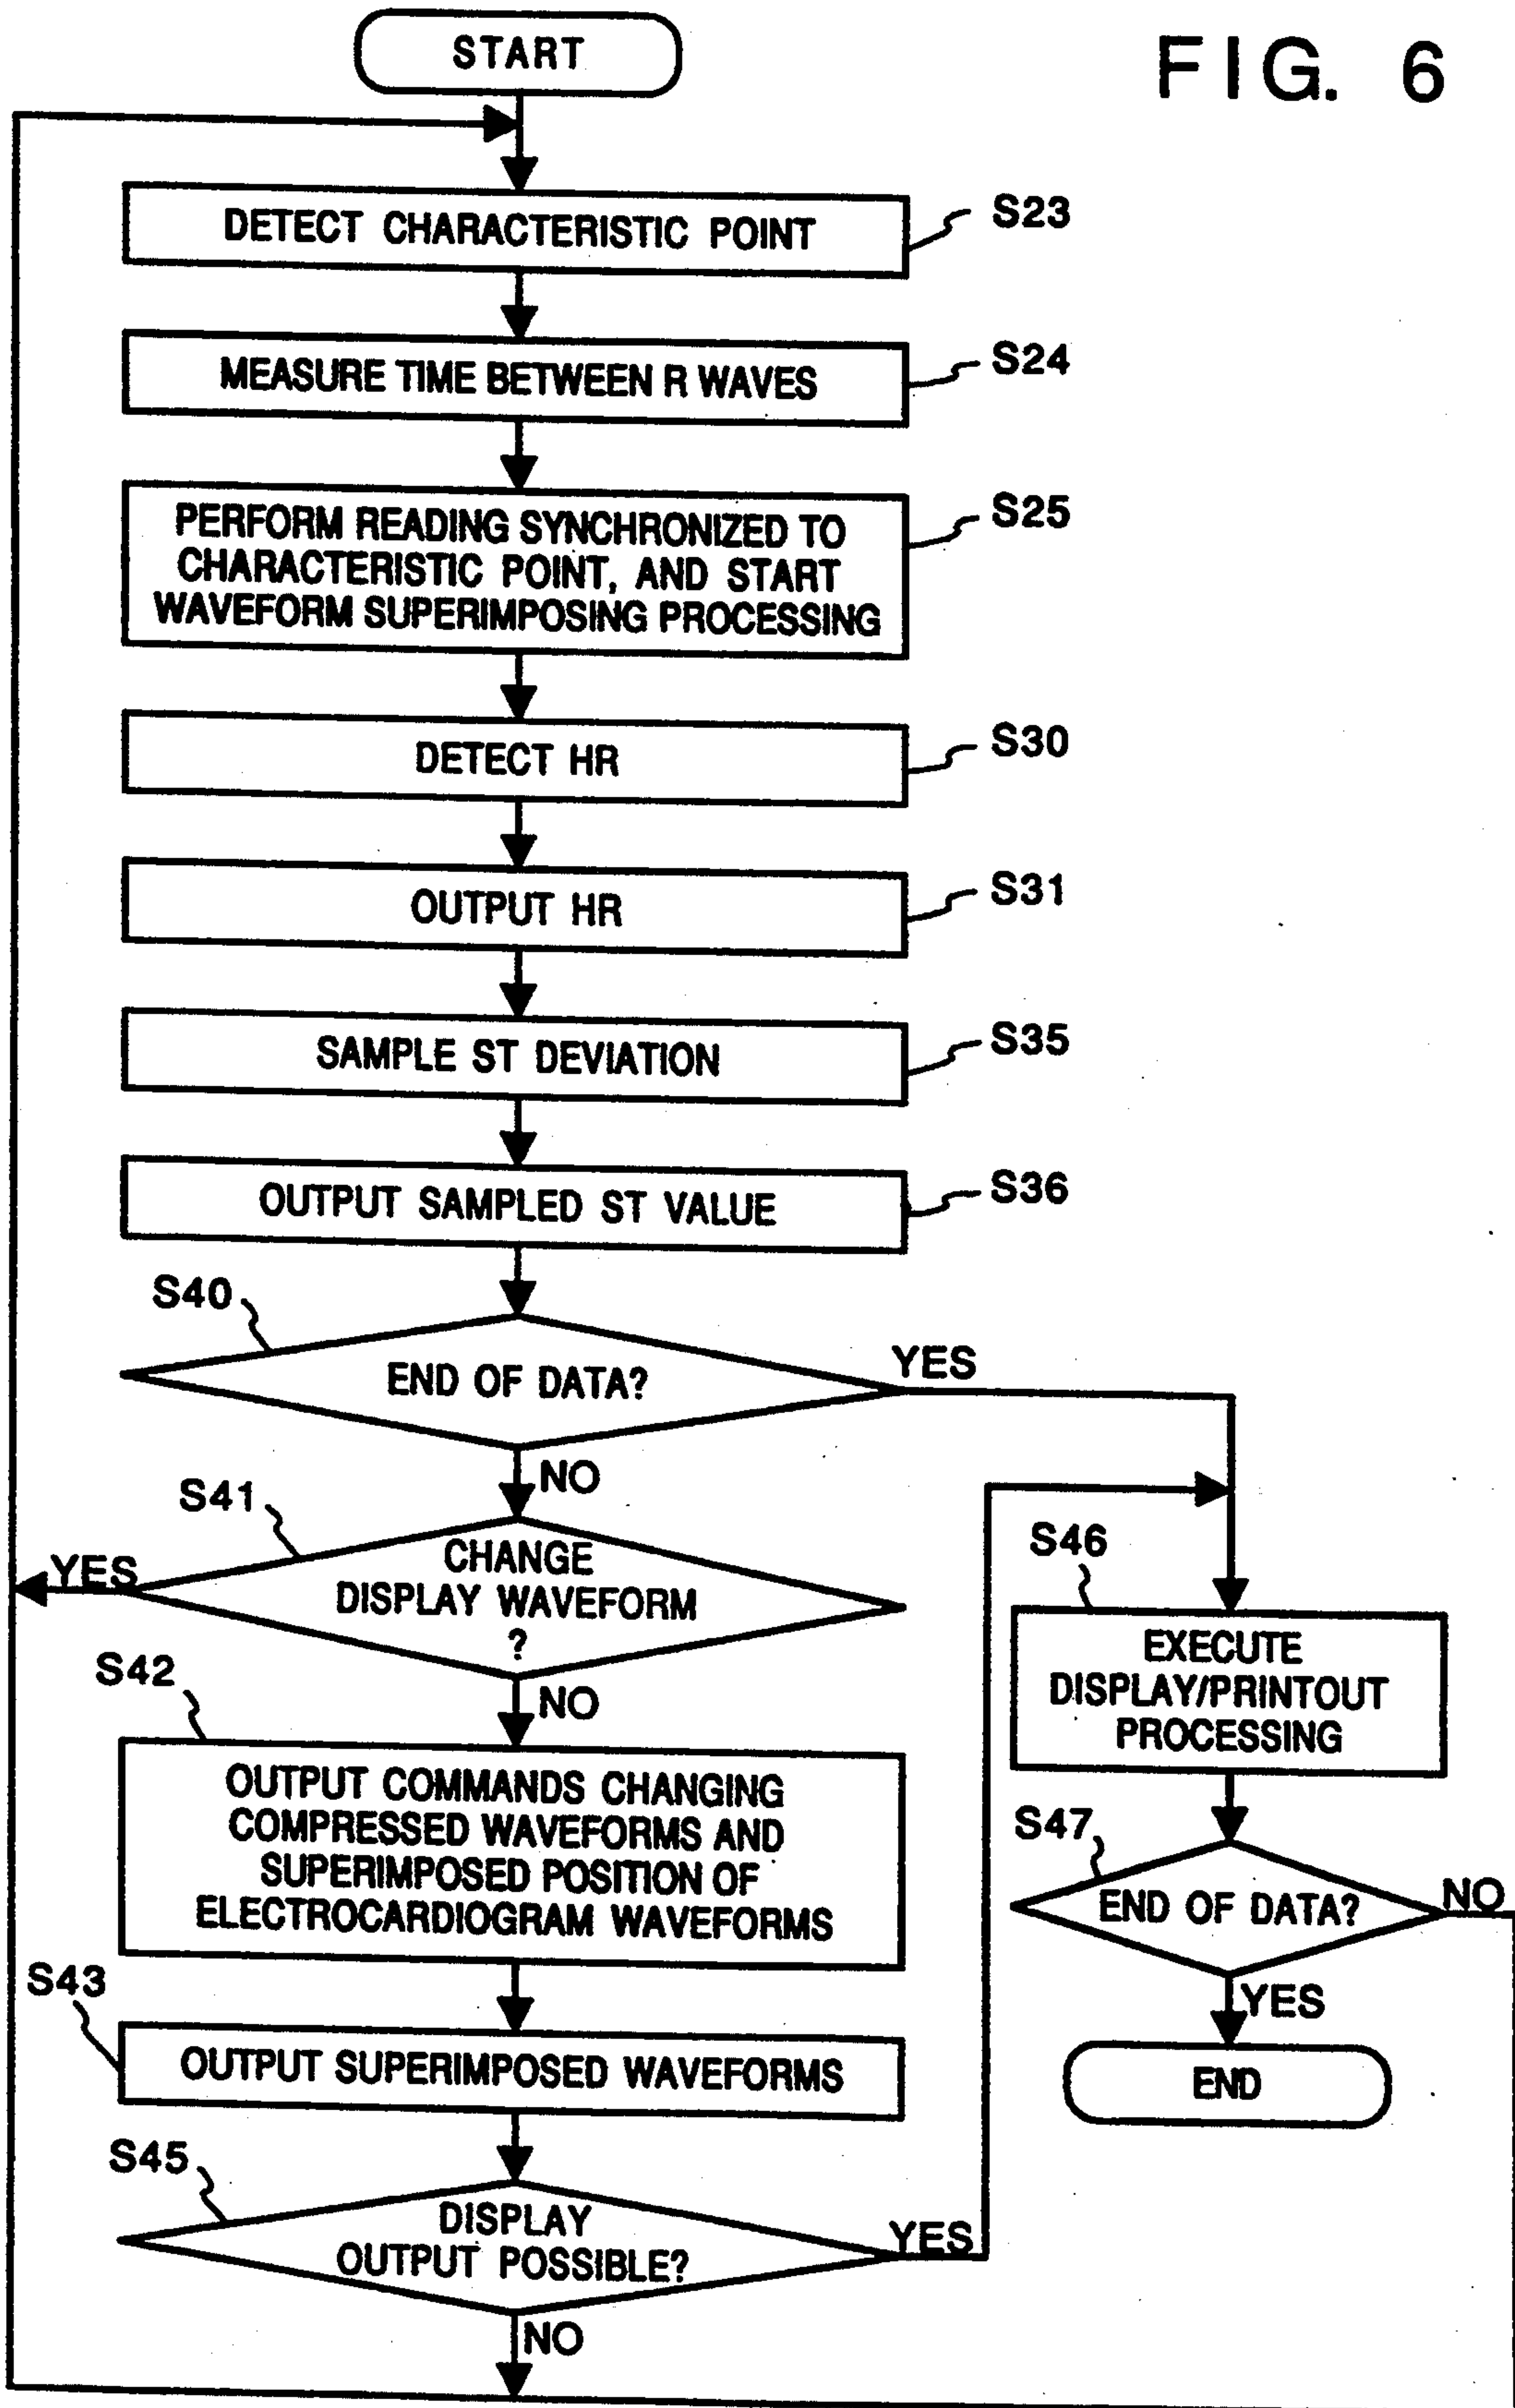 START
FIG. 6
DETECT CHARACTERISTIC POINT
S23
MEASURE TIME BETWEEN R WAVES
S24
PERFORM READING SYNCHRONIZED TO
CHARACTERISTIC POINT, AND START
WAVEFORM SUPERIMPOSING PROCESSING
S25
DETECT HR
S30
OUTPUT HR
S31
SAMPLE ST DEVIATION
S35
OUTPUT SAMPLED ST VALUE
S36
S40
END OF DATA?
YES
NO
S41
CHANGE
DISPLAY WAVEFORM
?
YES
NO
S42
OUTPUT COMMANDS CHANGING
COMPRESSED WAVEFORMS AND
SUPERIMPOSED POSITION OF
ELECTROCARDIOGRAM WAVEFORMS
S43
OUTPUT SUPERIMPOSED WAVEFORMS
S45
DISPLAY
OUTPUT POSSIBLE?
YES
NO
S46
EXECUTE
DISPLAY/PRINTOUT
PROCESSING
S47
END OF DATA?
NO
YES
END